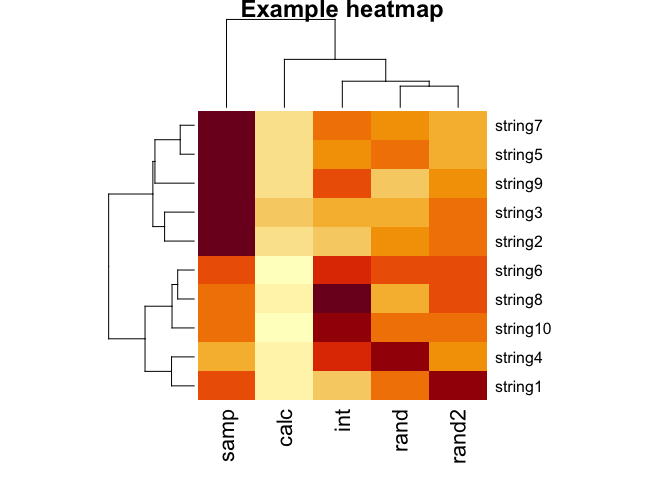 Example heatmap
string7
string5
string9
string3
string2
string6
string8
string10
string4
string1
samp
calc
int
rand
rand2